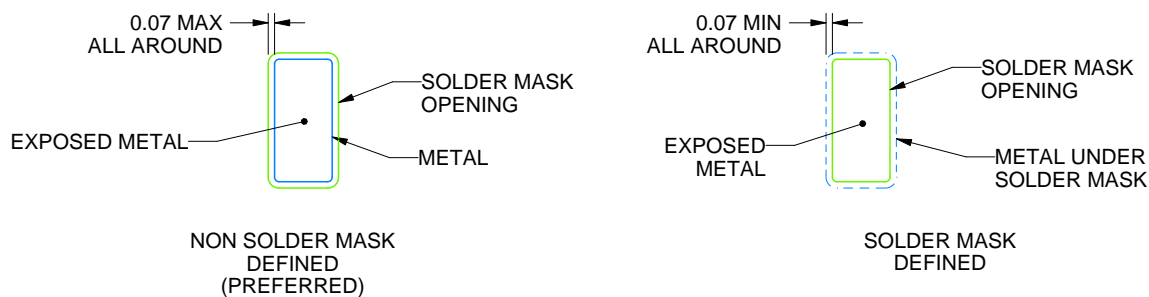 0.07 MAX
ALL AROUND
SOLDER MASK
OPENING
EXPOSED METAL
METAL
NON SOLDER MASK
DEFINED
(PREFERRED)
0.07 MIN
ALL AROUND
SOLDER MASK
OPENING
EXPOSED
METAL
METAL UNDER
SOLDER MASK
SOLDER MASK
DEFINED